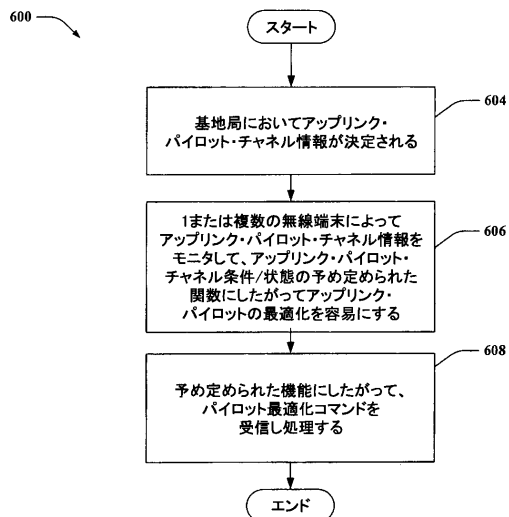 600
スタート
604
基地局においてアップリンク・
パイロット・チャネル情報が決定される
606
1または複数の無線端末によって
アップリンク・パイロット・チャネル情報を
モニタして、アップリンク・パイロット・
チャネル条件/状態の予め定められた
関数にしたがってアップリンク・
パイロットの最適化を容易にする
608
予め定められた機能にしたがって、
パイロット最適化コマンドを
受信し処理する
エンド